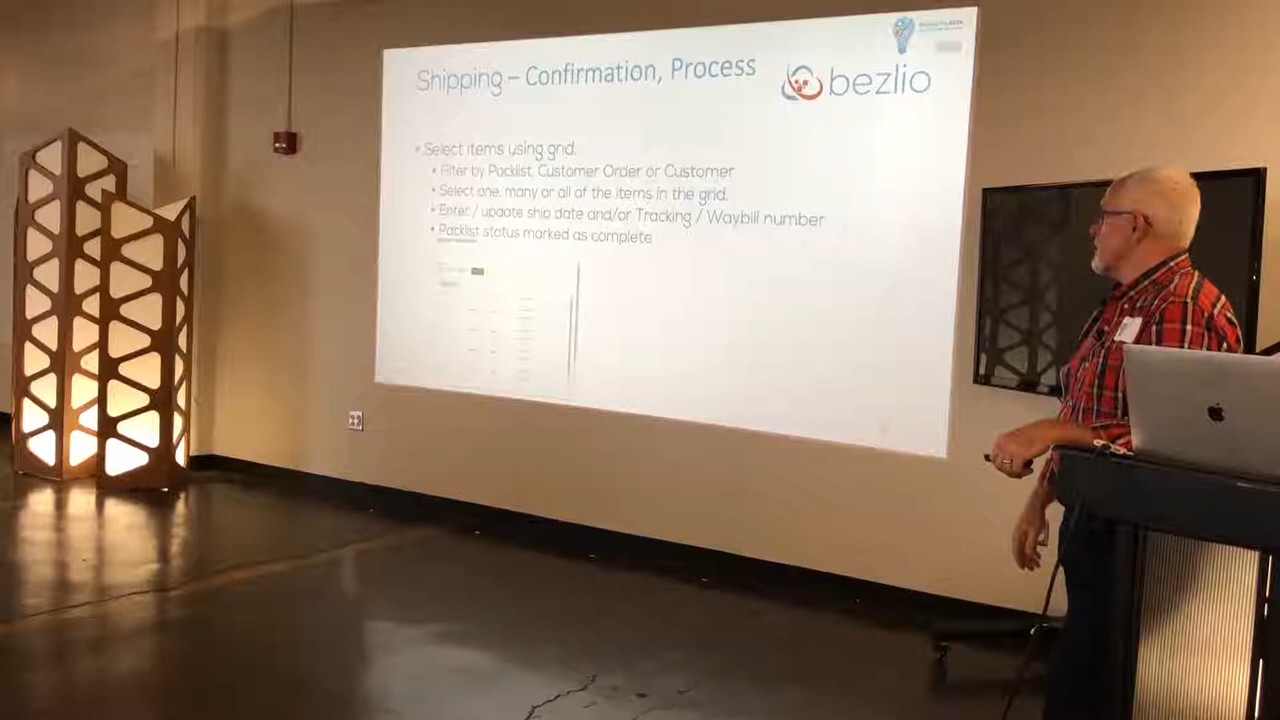 Shipping – Confirmation, Process
bezlio
• Select items using grid.
• Filter by Packlist, Customer Order or Customer
• Select one, many or all of the items in the grid.
• Enter / update ship date and/or Tracking / Waybill number
• Packlist status marked as complete